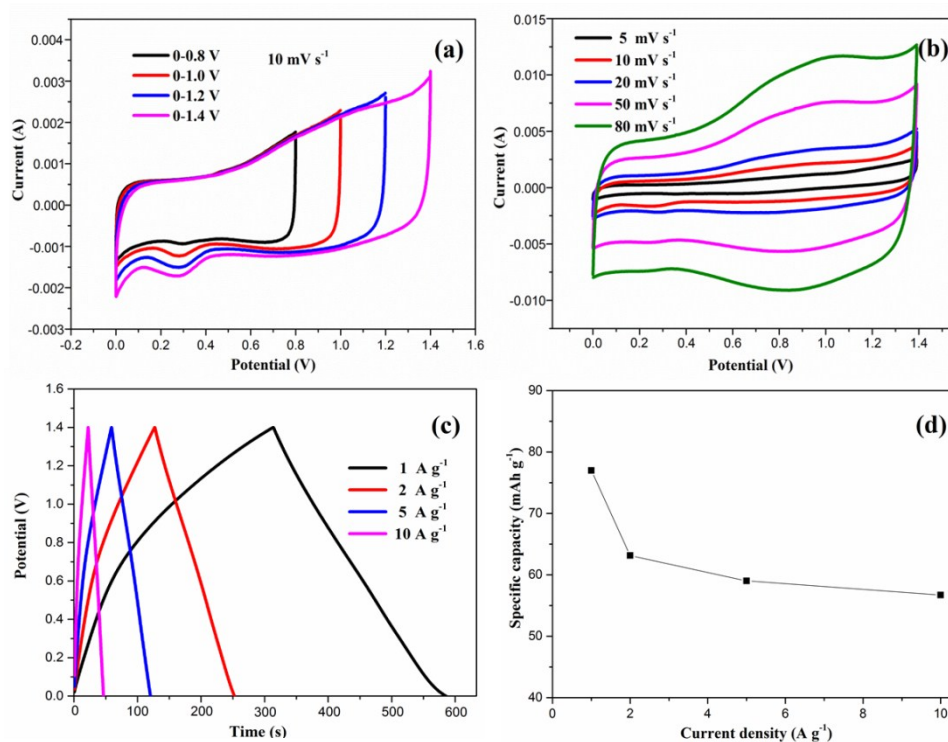 (a)
10 mV s⁻¹
0-0.8 V
0-1.0 V
0-1.2 V
0-1.4 V
Current (A)
0.004
0.003
0.002
0.001
0.000
-0.001
-0.002
-0.003
-0.2 0.0 0.2 0.4 0.6 0.8 1.0 1.2 1.4 1.6
Potential (V)
(b)
5 mV s⁻¹
10 mV s⁻¹
20 mV s⁻¹
50 mV s⁻¹
80 mV s⁻¹
Current (A)
0.015
0.010
0.005
0.000
-0.005
-0.010
0.0 0.2 0.4 0.6 0.8 1.0 1.2 1.4
Potential (V)
(c)
1 A g⁻¹
2 A g⁻¹
5 A g⁻¹
10 A g⁻¹
Potential (V)
1.6
1.4
1.2
1.0
0.8
0.6
0.4
0.2
0.0
0 100 200 300 400 500 600
Time (s)
(d)
Specific capacity (mAh g⁻¹)
90
80
70
60
50
40
0 2 4 6 8 10
Current density (A g⁻¹)